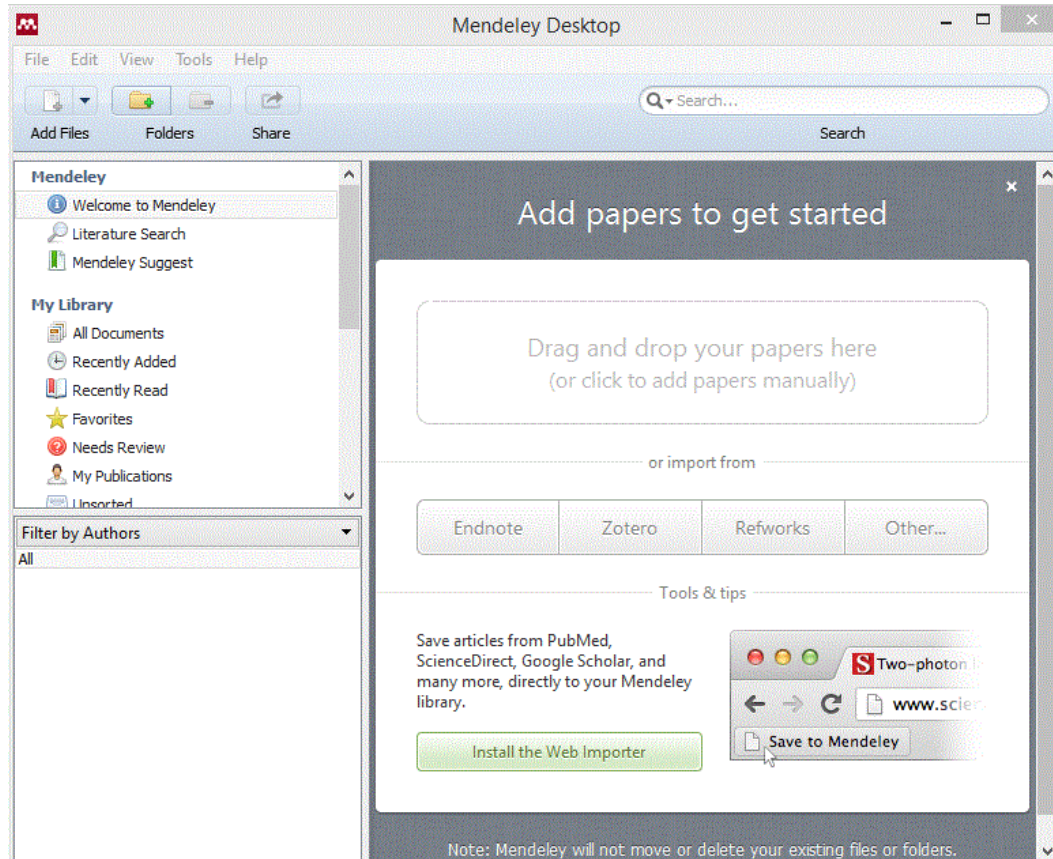 Mendeley Desktop
File Edit View Tools Help
Search...
Add Files Folders Share Search
Mendeley
Welcome to Mendeley
Literature Search
Mendeley Suggest
My Library
All Documents
Recently Added
Recently Read
Favorites
Needs Review
My Publications
Unsorted
Filter by Authors
All
Add papers to get started
Drag and drop your papers here
(or click to add papers manually)
or import from
Endnote Zotero Refworks Other...
Tools & tips
Save articles from PubMed,
ScienceDirect, Google Scholar, and
many more, directly to your Mendeley
library.
Install the Web Importer
S Two-photon
www.scien
Save to Mendeley
Note: Mendeley will not move or delete your existing files or folders.